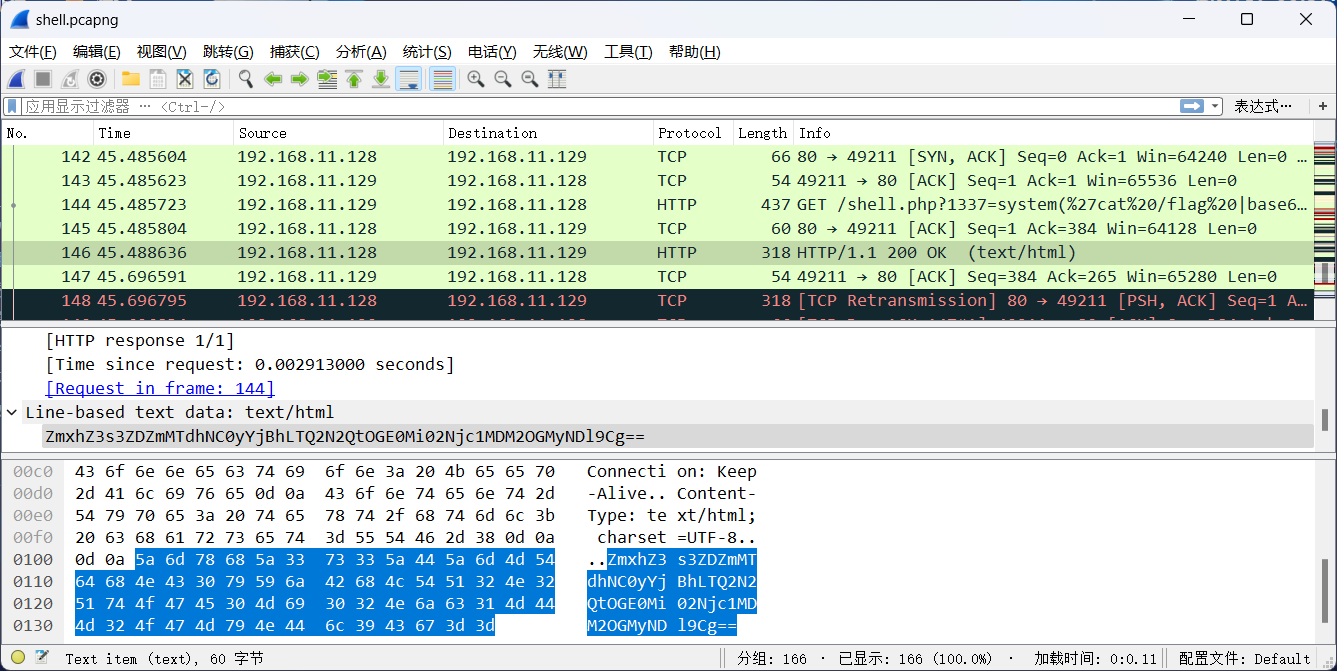 shell.pcapng
文件(F) 编辑(E) 视图(V) 跳转(G) 捕获(C) 分析(A) 统计(S) 电话(Y) 无线(W) 工具(T) 帮助(H)
应用显示过滤器 … <Ctrl-/> 表达式… +
No. Time Source Destination Protocol Length Info
142 45.485604 192.168.11.128 192.168.11.129 TCP 66 80 → 49211 [SYN, ACK] Seq=0 Ack=1 Win=64240 Len=0 …
143 45.485623 192.168.11.129 192.168.11.128 TCP 54 49211 → 80 [ACK] Seq=1 Ack=1 Win=65536 Len=0
144 45.485723 192.168.11.129 192.168.11.128 HTTP 437 GET /shell.php?1337=system(%27cat%20/flag%20|base6…
145 45.485804 192.168.11.128 192.168.11.129 TCP 60 80 → 49211 [ACK] Seq=1 Ack=384 Win=64128 Len=0
146 45.488636 192.168.11.128 192.168.11.129 HTTP 318 HTTP/1.1 200 OK (text/html)
147 45.696591 192.168.11.129 192.168.11.128 TCP 54 49211 → 80 [ACK] Seq=384 Ack=265 Win=65280 Len=0
148 45.696795 192.168.11.128 192.168.11.129 TCP 318 [TCP Retransmission] 80 → 49211 [PSH, ACK] Seq=1 A…
[HTTP response 1/1]
[Time since request: 0.002913000 seconds]
[Request in frame: 144]
Line-based text data: text/html
ZmxhZ3s3ZDZmMTdhNC0yYjBhLTQ2N2QtOGE0Mi02Njc1MDM2OGMyNDl9Cg==
00c0 43 6f 6e 6e 65 63 74 69 6f 6e 3a 20 4b 65 65 70 Connecti on: Keep
00d0 2d 41 6c 69 76 65 0d 0a 43 6f 6e 74 65 6e 74 2d -Alive.. Content-
00e0 54 79 70 65 3a 20 74 65 78 74 2f 68 74 6d 6c 3b Type: te xt/html;
00f0 20 63 68 61 72 73 65 74 3d 55 54 46 2d 38 0d 0a charset =UTF-8..
0100 0d 0a 5a 6d 78 68 5a 33 73 33 5a 44 5a 6d 4d 54 ..ZmxhZ3 s3ZDZmMT
0110 64 68 4e 43 30 79 59 6a 42 68 4c 54 51 32 4e 32 dhNC0yYj BhLTQ2N2
0120 51 74 4f 47 45 30 4d 69 30 32 4e 6a 63 31 4d 44 QtOGE0Mi 02Njc1MD
0130 4d 32 4f 47 4d 79 4e 44 6c 39 43 67 3d 3d M2OGMyND l9Cg==
Text item (text), 60 字节 分组: 166 · 已显示: 166 (100.0%) · 加载时间: 0:0.11 配置文件: Default